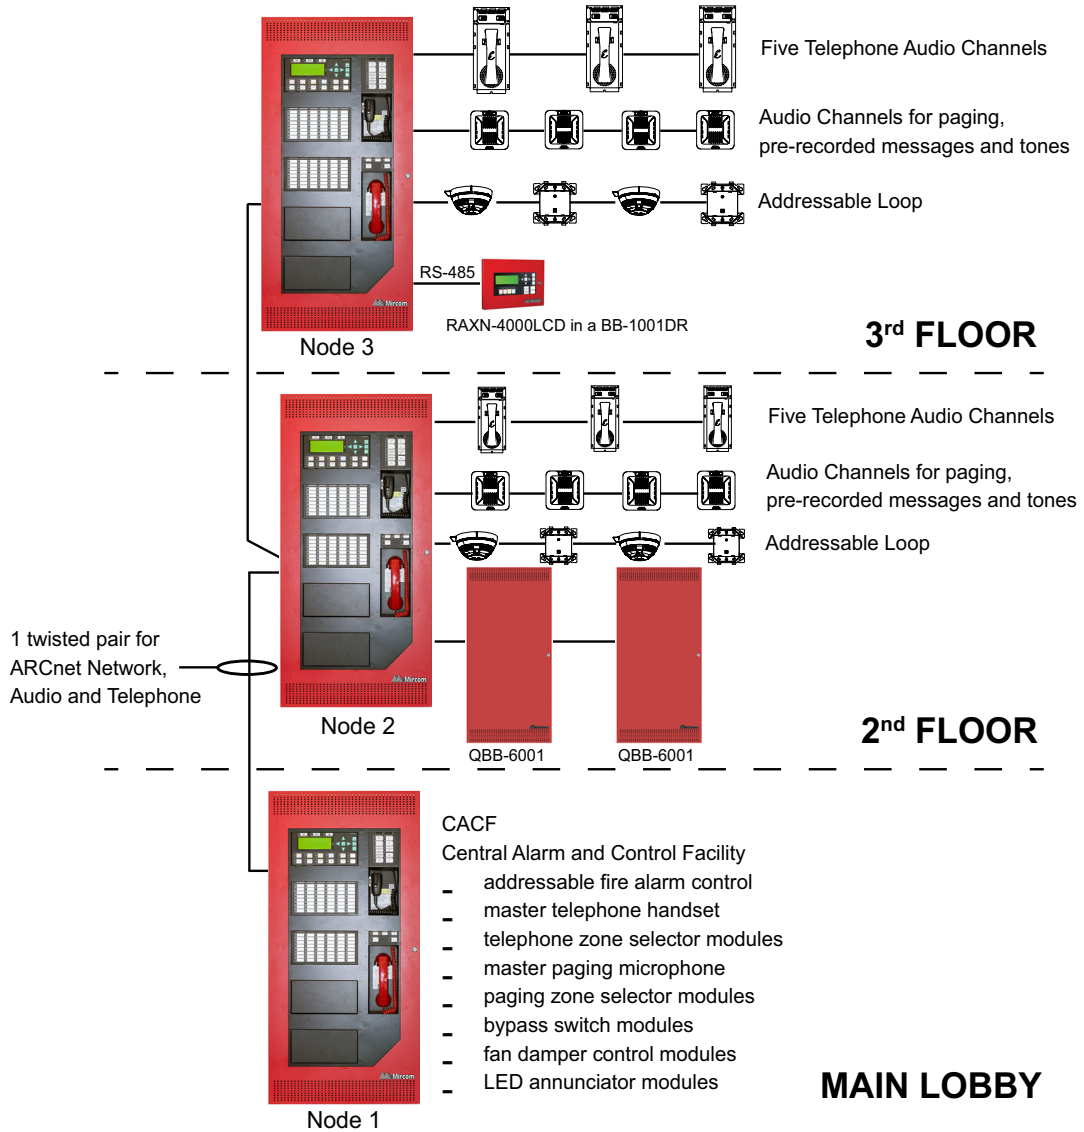 Five Telephone Audio Channels
Audio Channels for paging,
pre-recorded messages and tones
Addressable Loop
RS-485
Mircom
RAXN-4000LCD in a BB-1001DR
Node 3
3rd FLOOR
Five Telephone Audio Channels
Audio Channels for paging,
pre-recorded messages and tones
Addressable Loop
1 twisted pair for
ARCnet Network,
Audio and Telephone
Mircom
Node 2
QBB-6001
QBB-6001
2nd FLOOR
CACF
Central Alarm and Control Facility
- addressable fire alarm control
- master telephone handset
- telephone zone selector modules
- master paging microphone
- paging zone selector modules
- bypass switch modules
- fan damper control modules
- LED annunciator modules
Mircom
Node 1
MAIN LOBBY